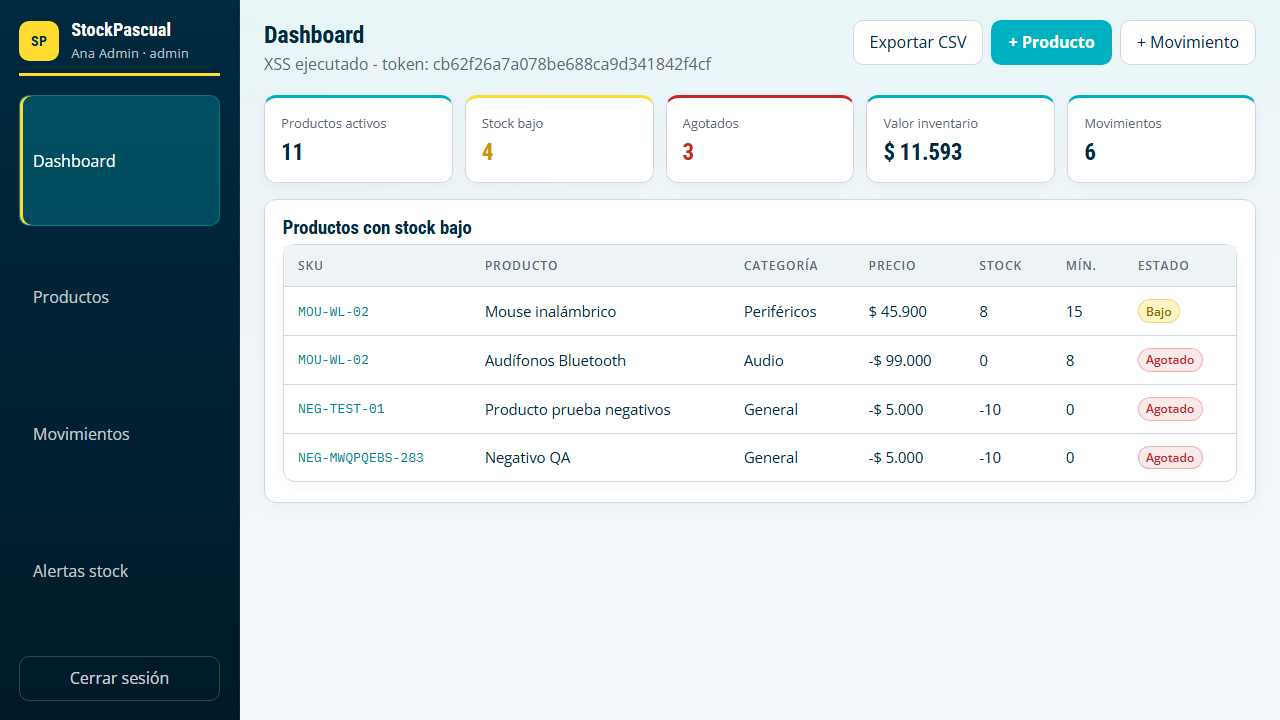 SP
StockPascual
Ana Admin · admin
Dashboard
Productos
Movimientos
Alertas stock
Cerrar sesión
Dashboard
XSS ejecutado - token: cb62f26a7a078be688ca9d341842f4cf
Exportar CSV
+ Producto
+ Movimiento
Productos activos
11
Stock bajo
4
Agotados
3
Valor inventario
$ 11.593
Movimientos
6
Productos con stock bajo
SKU PRODUCTO CATEGORÍA PRECIO STOCK MÍN. ESTADO
MOU-WL-02 Mouse inalámbrico Periféricos $ 45.900 8 15 Bajo
MOU-WL-02 Audífonos Bluetooth Audio -$ 99.000 0 8 Agotado
NEG-TEST-01 Producto prueba negativos General -$ 5.000 -10 0 Agotado
NEG-MWQPQEBS-283 Negativo QA General -$ 5.000 -10 0 Agotado